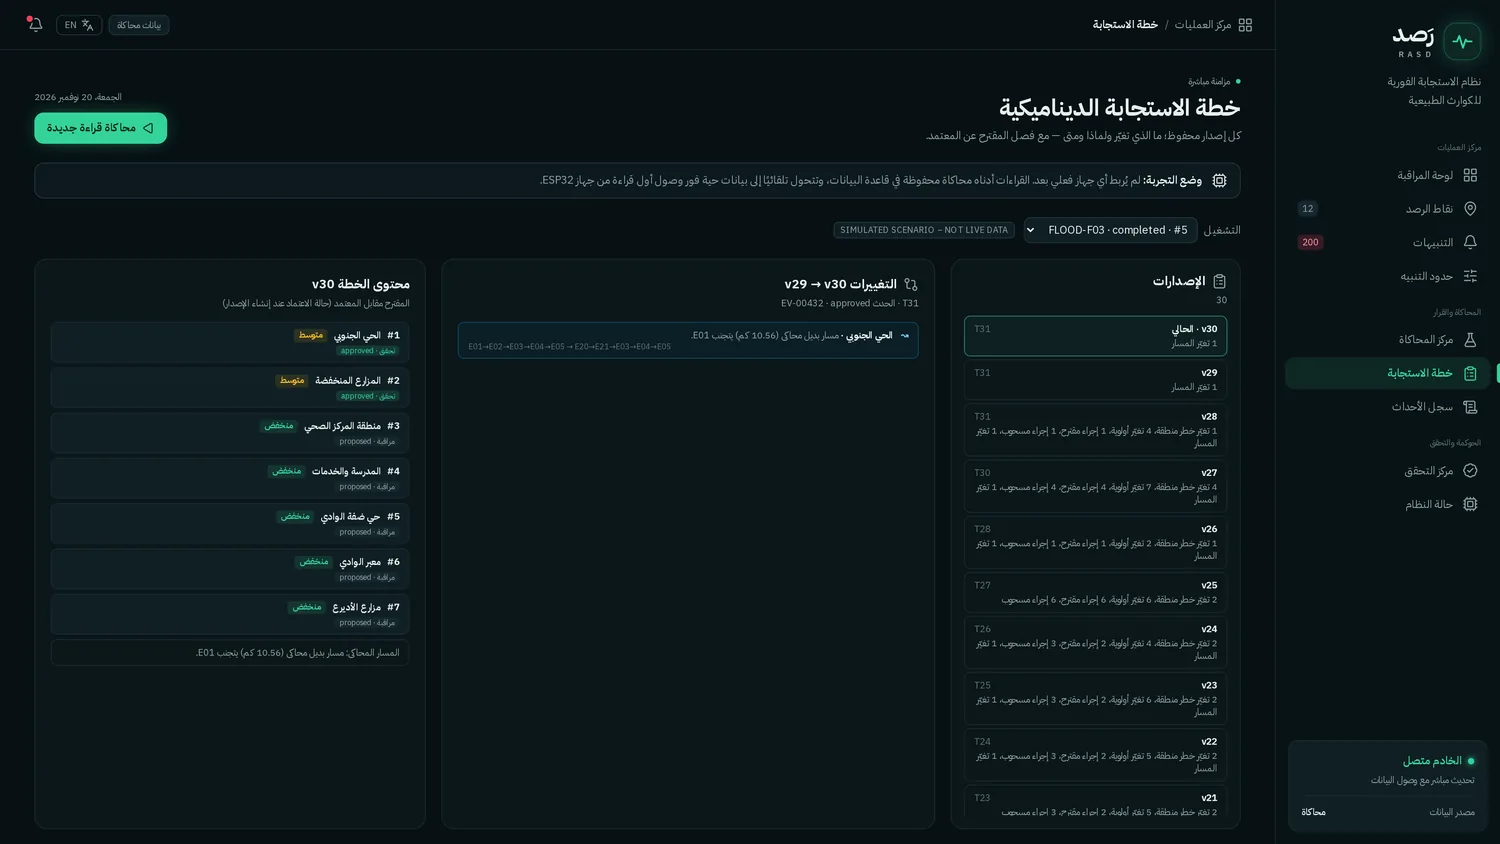 رَصد
RASD
نظام الاستجابة الفورية
للكوارث الطبيعية
مركز العمليات
لوحة المراقبة
نقاط الرصد
12
التنبيهات
200
حدود التنبيه
المحاكاة والقرار
مركز المحاكاة
خطة الاستجابة
سجل الأحداث
الحوكمة والتحقق
مركز التحقق
حالة النظام
الخادم متصل
تحديث مباشر مع وصول البيانات
مصدر البيانات
محاكاة
مركز العمليات / خطة الاستجابة
بيانات محاكاة
EN
مزامنة مباشرة
خطة الاستجابة الديناميكية
كل إصدار محفوظ؛ ما الذي تغيّر ولماذا ومتى — مع فصل المقترح عن المعتمد.
الجمعة، 20 نوفمبر 2026
محاكاة قراءة جديدة
وضع التجربة: لم يُربط أي جهاز فعلي بعد. القراءات أدناه محاكاة محفوظة في قاعدة البيانات، وتتحول تلقائيًا إلى بيانات حية فور وصول أول قراءة من جهاز ESP32.
التشغيل
FLOOD-F03 · completed · #5
SIMULATED SCENARIO – NOT LIVE DATA
الإصدارات
30
v30 · الحالي
T31
1 تغيّر المسار
v29
T31
1 تغيّر المسار
v28
T31
1 تغيّر خطر منطقة، 4 تغيّر أولوية، 1 إجراء مقترح، 1 إجراء مسحوب، 1 تغيّر
المسار
v27
T30
4 تغيّر خطر منطقة، 7 تغيّر أولوية، 4 إجراء مقترح، 4 إجراء مسحوب، 1 تغيّر
المسار
v26
T28
1 تغيّر خطر منطقة، 2 تغيّر أولوية، 1 إجراء مقترح، 1 إجراء مسحوب، 1 تغيّر
المسار
v25
T27
2 تغيّر خطر منطقة، 6 تغيّر أولوية، 6 إجراء مقترح، 6 إجراء مسحوب
v24
T26
2 تغيّر خطر منطقة، 4 تغيّر أولوية، 2 إجراء مقترح، 3 إجراء مسحوب، 1 تغيّر
المسار
v23
T25
2 تغيّر خطر منطقة، 6 تغيّر أولوية، 2 إجراء مقترح، 3 إجراء مسحوب، 1 تغيّر
المسار
v22
T24
2 تغيّر خطر منطقة، 5 تغيّر أولوية، 2 إجراء مقترح، 3 إجراء مسحوب، 1 تغيّر
المسار
v21
T23
2 تغيّر خطر منطقة، 5 تغيّر أولوية، 2 إجراء مقترح، 3 إجراء مسحوب
التغييرات v29 → v30
T31 · الحدث EV-00432 · approved
الحي الجنوبي · مسار بديل محاكى (10.56 كم) يتجنب E01.
E01→E02→E03→E04→E05 → E20→E21→E03→E04→E05
محتوى الخطة v30
المقترح مقابل المعتمد (حالة الاعتماد عند إنشاء الإصدار)
#1 الحي الجنوبي متوسط
تحقق · approved
#2 المزارع المنخفضة متوسط
تحقق · approved
#3 منطقة المركز الصحي منخفض
مراقبة · proposed
#4 المدرسة والخدمات منخفض
مراقبة · proposed
#5 حي ضفة الوادي منخفض
مراقبة · proposed
#6 معبر الوادي منخفض
مراقبة · proposed
#7 مزارع الأديرع منخفض
مراقبة · proposed
المسار المحاكى: مسار بديل محاكى (10.56 كم) يتجنب E01.